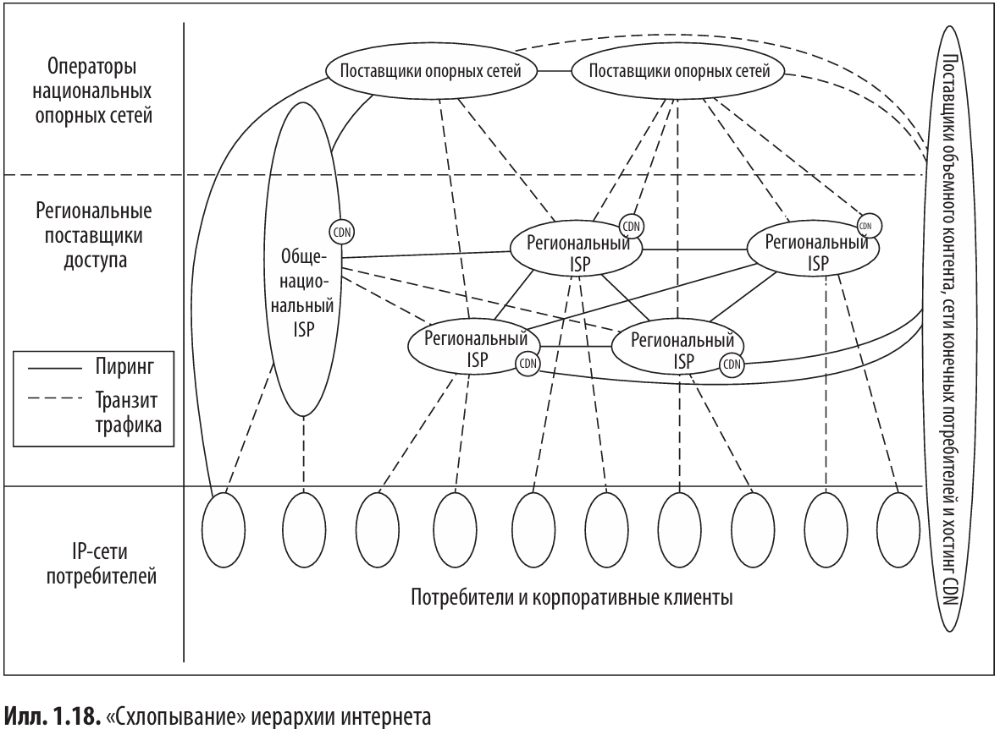 Операторы
национальных
опорных сетей
Поставщики опорных сетей
Поставщики опорных сетей
Региональные
поставщики
доступа
CDN
Обще-
нацио-
нальный
ISP
CDN
Региональный
ISP
CDN
Региональный
ISP
Региональный
ISP
CDN
Региональный
ISP
CDN
Поставщики объемного контента, сети конечных потребителей и хостинг CDN
Пиринг
Транзит
трафика
IP-сети
потребителей
Потребители и корпоративные клиенты
Илл. 1.18. «Схлопывание» иерархии интернета